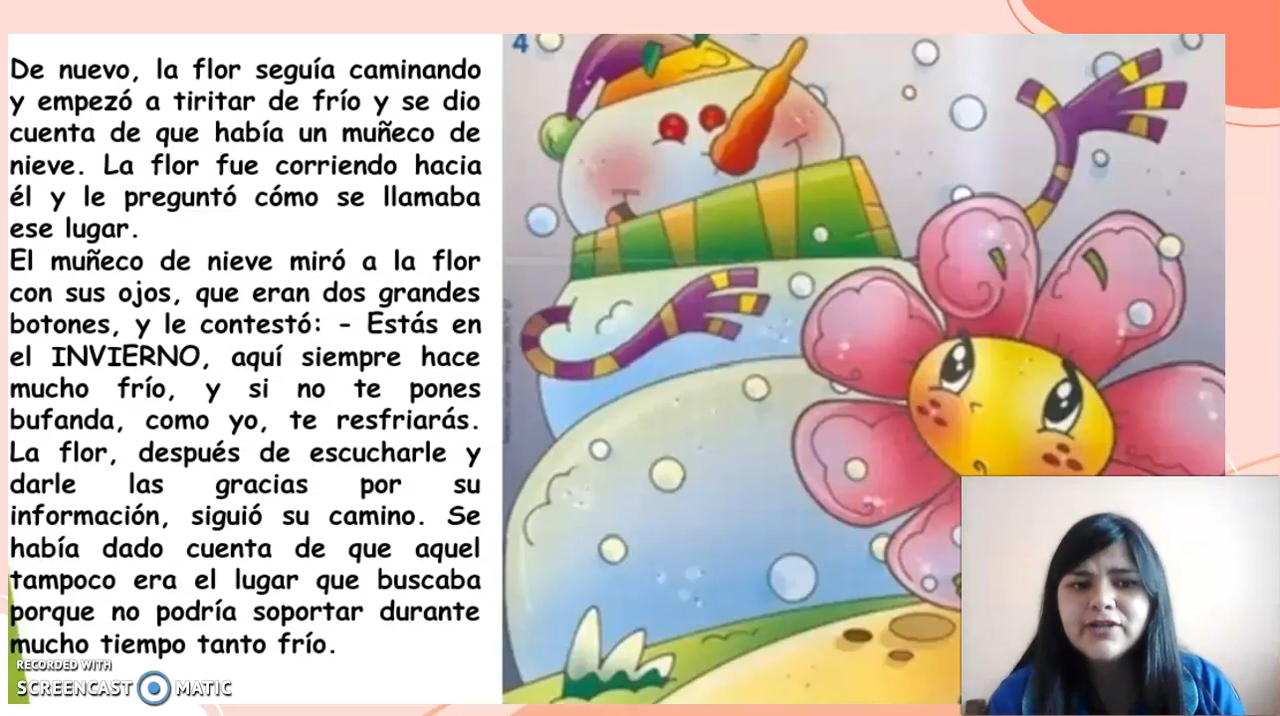 De nuevo, la flor seguía caminando
y empezó a tiritar de frío y se dio
cuenta de que había un muñeco de
nieve. La flor fue corriendo hacia
él y le preguntó cómo se llamaba
ese lugar.
El muñeco de nieve miró a la flor
con sus ojos, que eran dos grandes
botones, y le contestó: - Estás en
el INVIERNO, aquí siempre hace
mucho frío, y si no te pones
bufanda, como yo, te resfriarás.
La flor, después de escucharle y
darle las gracias por su
información, siguió su camino. Se
había dado cuenta de que aquel
tampoco era el lugar que buscaba
porque no podría soportar durante
mucho tiempo tanto frío.
4
RECORDED WITH
SCREENCAST MATIC